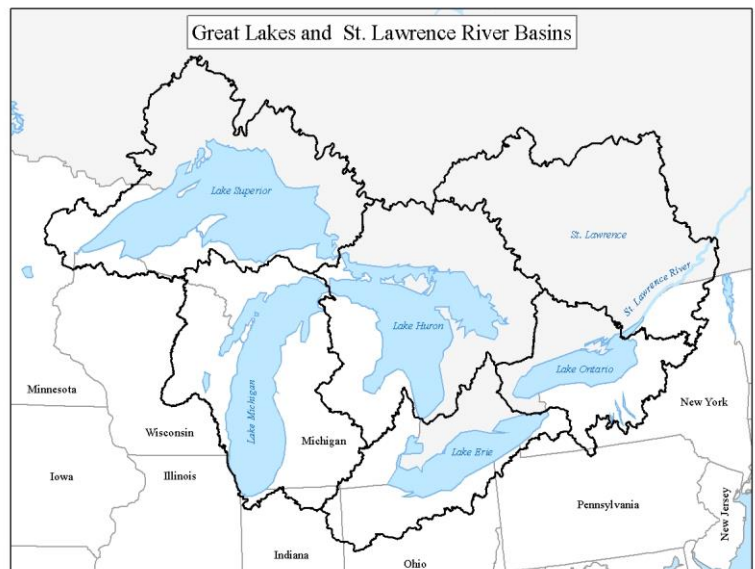 Great Lakes and St. Lawrence River Basins
Lake Superior
St. Lawrence
St. Lawrence River
Lake Huron
Lake Ontario
Minnesota
Lake Michigan
New York
Wisconsin
Michigan
Lake Erie
Iowa
Illinois
Pennsylvania
New Jersey
Indiana
Ohio